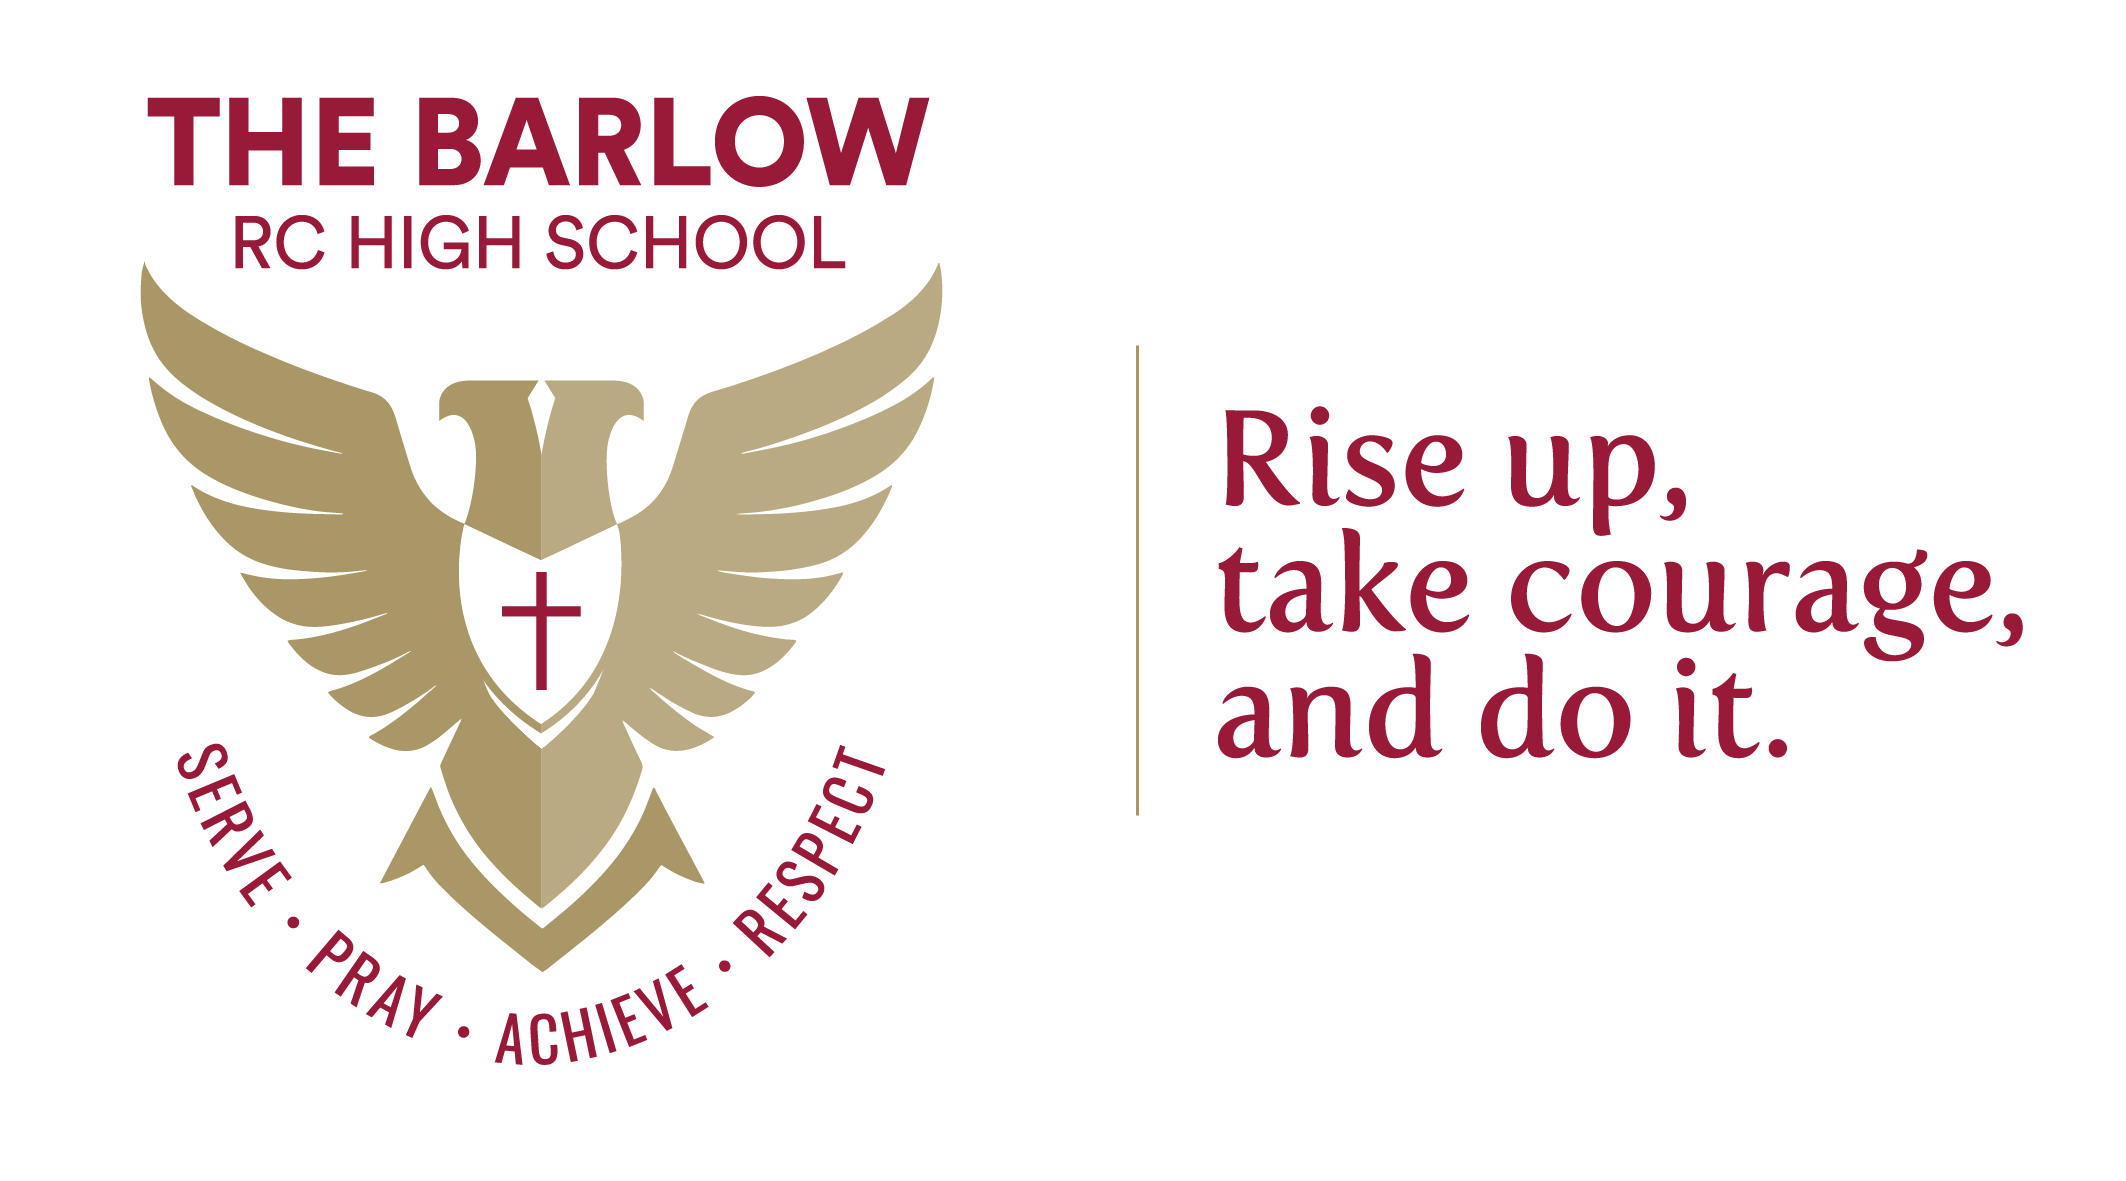 THE BARLOW
RC HIGH SCHOOL
SERVE • PRAY • ACHIEVE • RESPECT
Rise up,
take courage,
and do it.